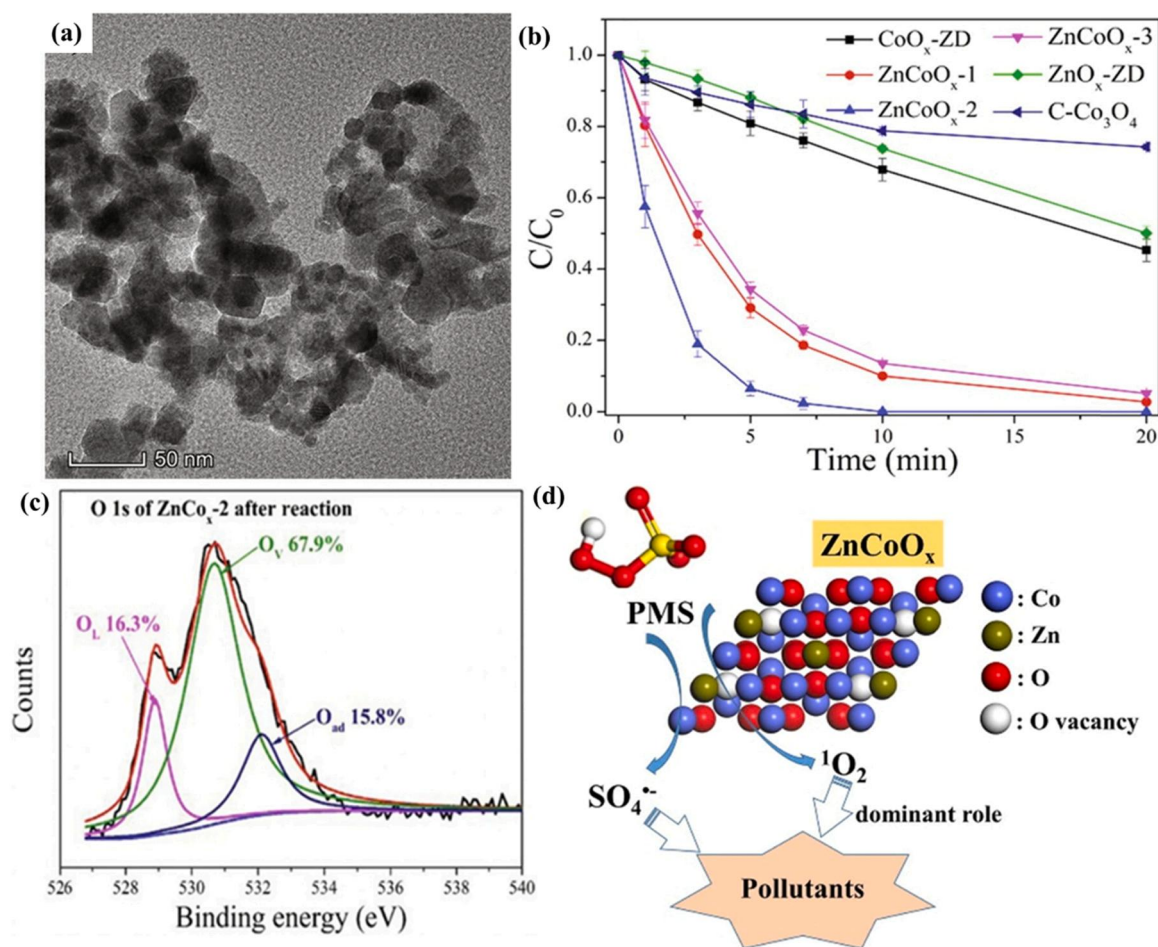 (a)
50 nm
(b)
CoOₓ-ZD
ZnCoOₓ-3
ZnCoOₓ-1
ZnOₓ-ZD
ZnCoOₓ-2
C-Co₃O₄
1.0
0.8
0.6
0.4
0.2
0.0
C/C₀
0 5 10 15 20
Time (min)
(c)
O 1s of ZnCoₓ-2 after reaction
O_V 67.9%
O_L 16.3%
O_ad 15.8%
Counts
526 528 530 532 534 536 538 540
Binding energy (eV)
(d)
ZnCoOₓ
PMS
: Co
: Zn
: O
: O vacancy
¹O₂
SO₄•-
dominant role
Pollutants